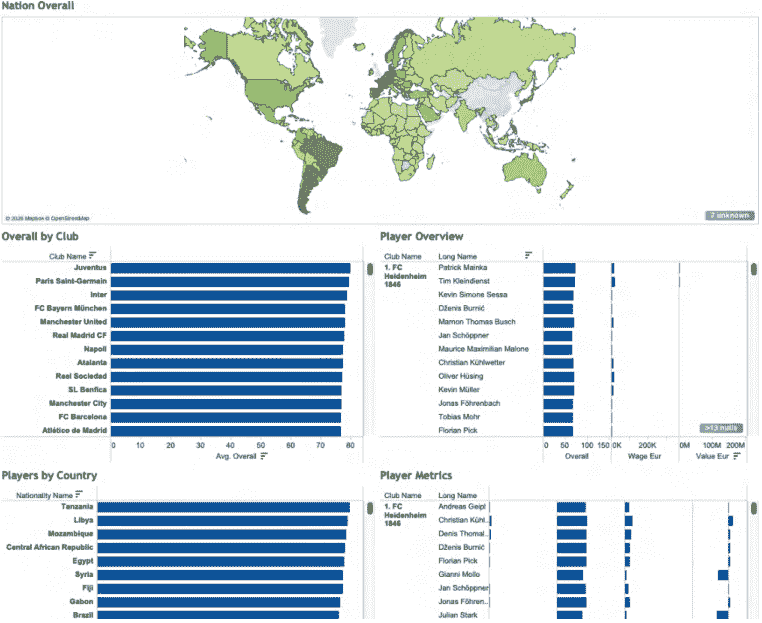 Nation Overall
© 2026 Mapbox © OpenStreetMap
7 unknown
Overall by Club
Club Name
Juventus
Paris Saint-Germain
Inter
FC Bayern München
Manchester United
Real Madrid CF
Napoli
Atalanta
Real Sociedad
SL Benfica
Manchester City
FC Barcelona
Atlético de Madrid
0 10 20 30 40 50 60 70 80
Avg. Overall
Player Overview
Club Name Long Name
1. FC Heidenheim 1846
Patrick Mainka
Tim Kleindienst
Kevin Simone Sessa
Dženis Burnić
Marnon Thomas Busch
Jan Schöppner
Maurice Maximilian Malone
Christian Kühlwetter
Oliver Hüsing
Kevin Müller
Jonas Föhrenbach
Tobias Mohr
Florian Pick
>13 nulls
0 50 100 150 0K 200K 0M 100M 200M
Overall Wage Eur Value Eur
Players by Country
Nationality Name
Tanzania
Libya
Mozambique
Central African Republic
Egypt
Syria
Fiji
Gabon
Brazil
Player Metrics
Club Name Long Name
1. FC Heidenheim 1846
Andreas Geipl
Christian Kühl..
Denis Thomal..
Dženis Burnić
Florian Pick
Gianni Mollo
Jan Schöppner
Jonas Föhren..
Julian Stark